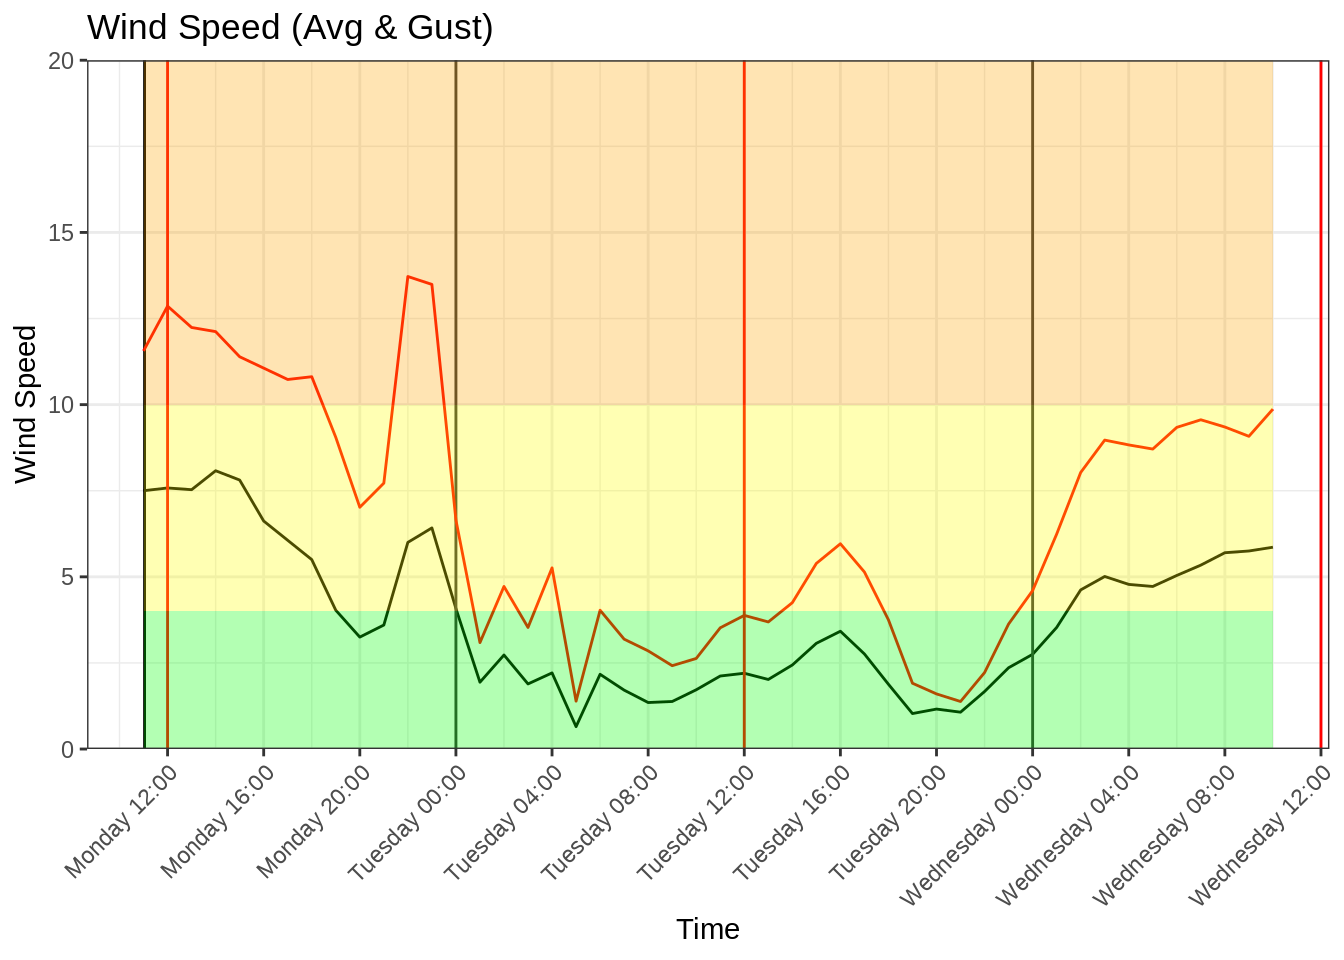 Wind Speed (Avg & Gust)
20
15
10
5
0
Wind Speed
Monday 12:00
Monday 16:00
Monday 20:00
Tuesday 00:00
Tuesday 04:00
Tuesday 08:00
Tuesday 12:00
Tuesday 16:00
Tuesday 20:00
Wednesday 00:00
Wednesday 04:00
Wednesday 08:00
Wednesday 12:00
Time